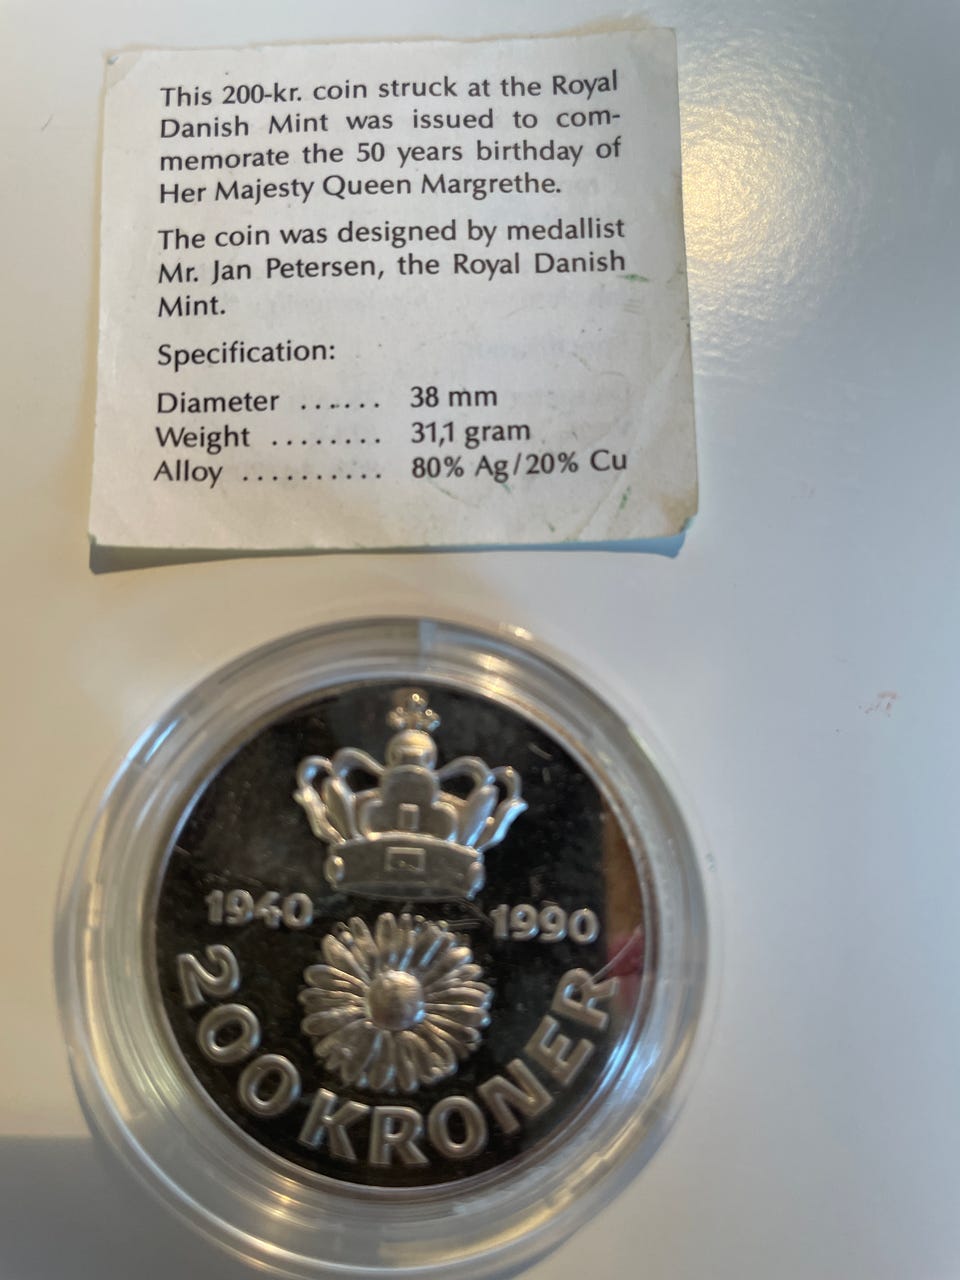 This 200-kr. coin struck at the Royal
Danish Mint was issued to com-
memorate the 50 years birthday of
Her Majesty Queen Margrethe.
The coin was designed by medallist
Mr. Jan Petersen, the Royal Danish
Mint.
Specification:
Diameter ...... 38 mm
Weight ........ 31,1 gram
Alloy .......... 80% Ag/20% Cu
1940 1990
200 KRONER